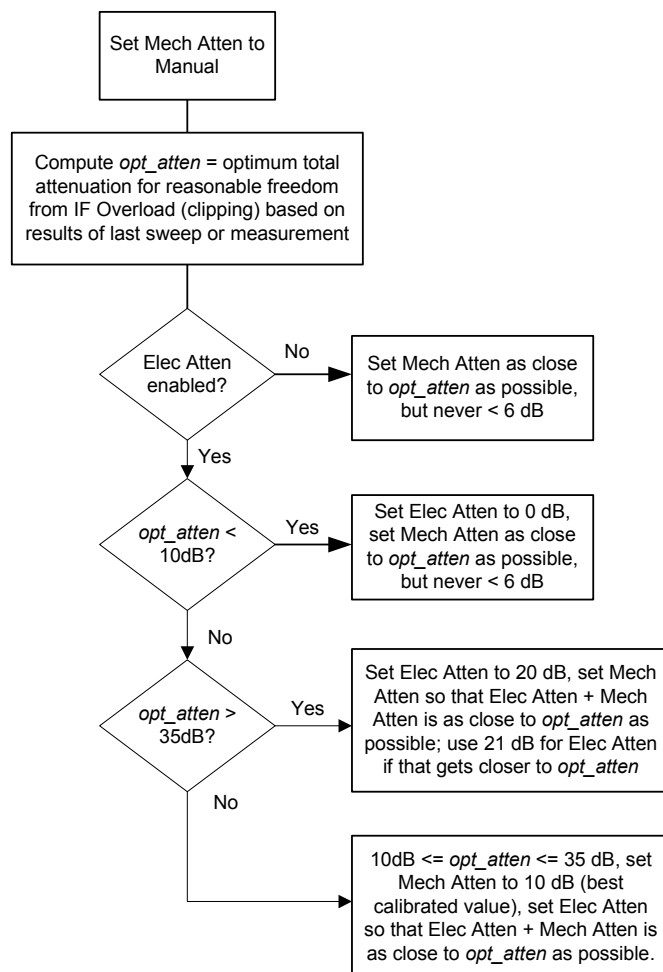 Set Mech Atten to
Manual
Compute opt_atten = optimum total
attenuation for reasonable freedom
from IF Overload (clipping) based on
results of last sweep or measurement
Elec Atten
enabled?
No
Set Mech Atten as close
to opt_atten as possible,
but never < 6 dB
Yes
opt_atten <
10dB?
Yes
Set Elec Atten to 0 dB,
set Mech Atten as close
to opt_atten as possible,
but never < 6 dB
No
opt_atten >
35dB?
Yes
Set Elec Atten to 20 dB, set Mech
Atten so that Elec Atten + Mech
Atten is as close to opt_atten as
possible; use 21 dB for Elec Atten
if that gets closer to opt_atten
No
10dB <= opt_atten <= 35 dB, set
Mech Atten to 10 dB (best
calibrated value), set Elec Atten
so that Elec Atten + Mech Atten is
as close to opt_atten as possible.